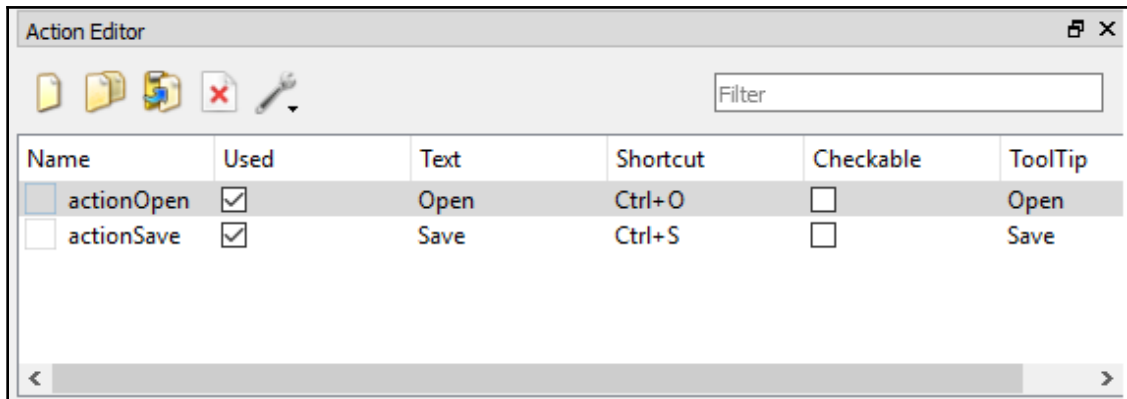 Action Editor
Filter
Name Used Text Shortcut Checkable ToolTip
actionOpen Open Ctrl+O Open
actionSave Save Ctrl+S Save